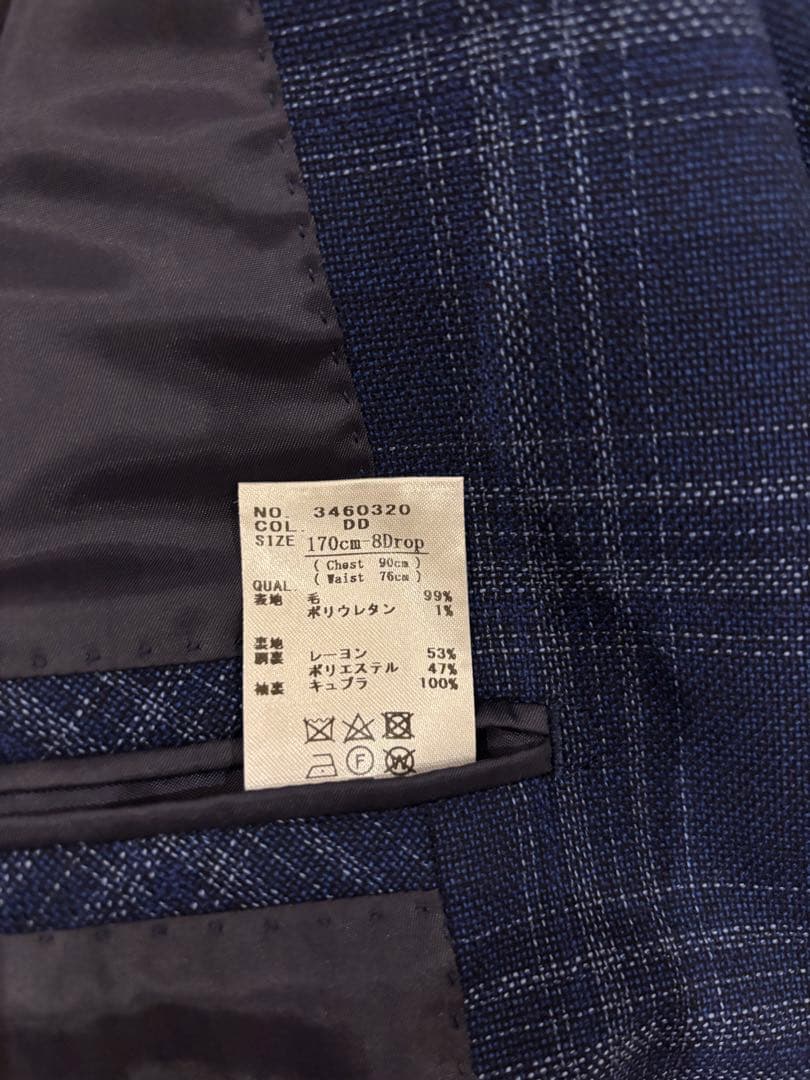 NO. 3460320
COL. DD
SIZE 170cm-8Drop
( Chest 90cm )
( Waist 76cm )
QUAL.
表地 毛 99%
ポリウレタン 1%
裏地
胴裏 レーヨン 53%
ポリエステル 47%
袖裏 キュプラ 100%
F W